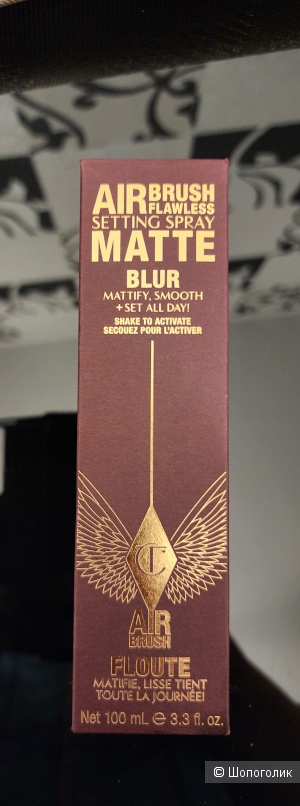 AIRBRUSH
FLAWLESS
SETTING SPRAY
MATTE
BLUR
MATTIFY, SMOOTH
+ SET ALL DAY!
SHAKE TO ACTIVATE
SECOUEZ POUR L'ACTIVER
CT
AIR
BRUSH
FLOUTE
MATIFIE, LISSE TIENT
TOUTE LA JOURNÉE!
Net 100 mL ℮ 3.3 fl. oz.
© Шопоголик